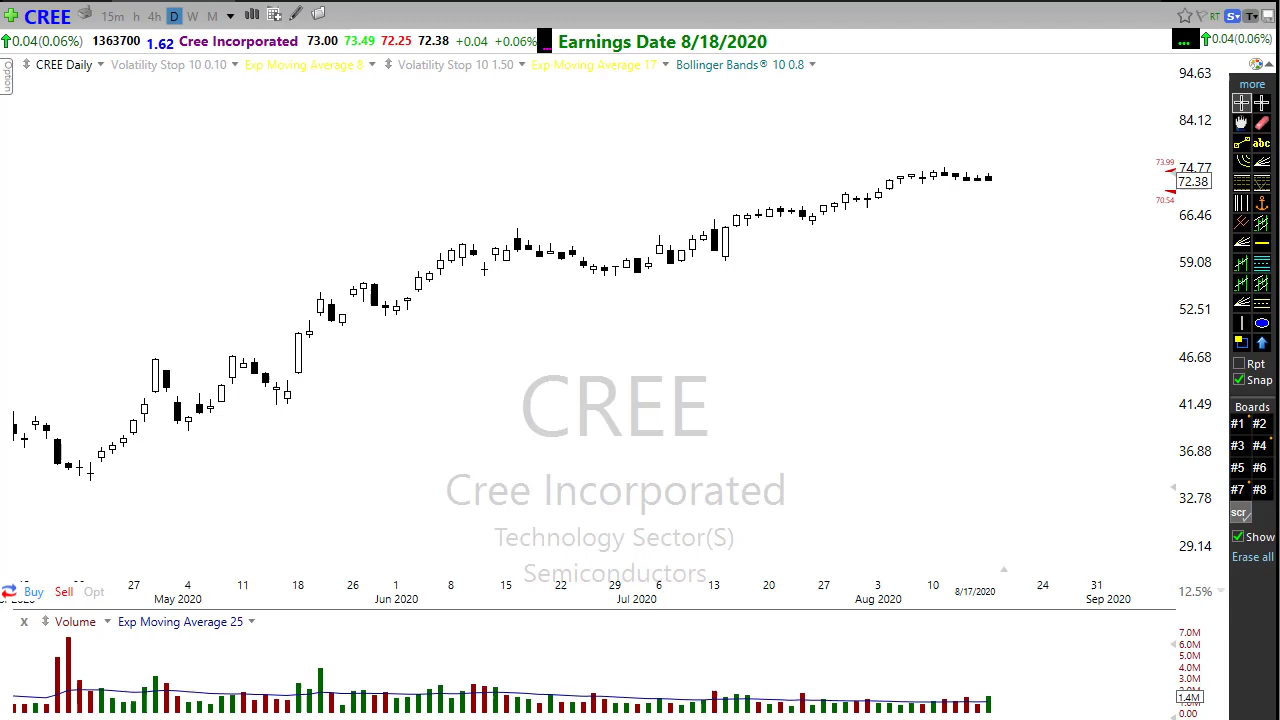 CREE 15m h 4h D W M RT S T
0.04(0.06%) 1363700 1.62 Cree Incorporated 73.00 73.49 72.25 72.38 +0.04 +0.06% ... Earnings Date 8/18/2020 ... 0.04(0.06%)
Option
CREE Daily Volatility Stop 10 0.10 Exp Moving Average 8 Volatility Stop 10 1.50 Exp Moving Average 17 Bollinger Bands® 10 0.8
94.63
84.12
73.99
74.77
72.38
70.54
66.46
59.08
52.51
46.68
41.49
36.88
32.78
29.14
12.5%
more
abc
Rpt
Snap
Boards
#1 #2
#3 #4
#5 #6
#7 #8
scr
Show
Erase all
CREE
Cree Incorporated
Technology Sector(S)
Semiconductors
27 4 11 18 26 1 8 15 22 29 6 13 20 27 3 10 8/17/2020 24 31
Buy Sell Opt
May 2020 Jun 2020 Jul 2020 Aug 2020 Sep 2020
x Volume Exp Moving Average 25
7.0M
6.0M
5.0M
4.0M
3.0M
1.4M
0.00